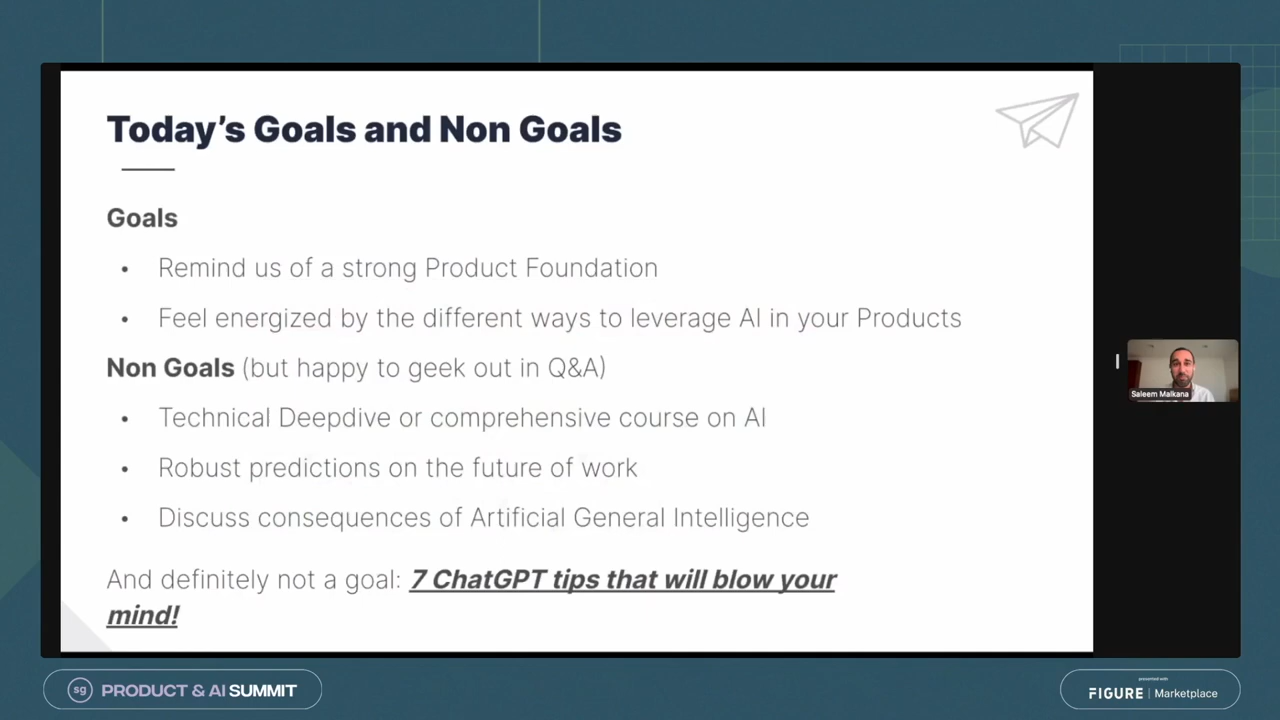 Today's Goals and Non Goals
Goals
• Remind us of a strong Product Foundation
• Feel energized by the different ways to leverage AI in your Products
Non Goals (but happy to geek out in Q&A)
• Technical Deepdive or comprehensive course on AI
• Robust predictions on the future of work
• Discuss consequences of Artificial General Intelligence
And definitely not a goal: 7 ChatGPT tips that will blow your
mind!
Saleem Malkana
sg PRODUCT & AI SUMMIT
presented with
FIGURE | Marketplace